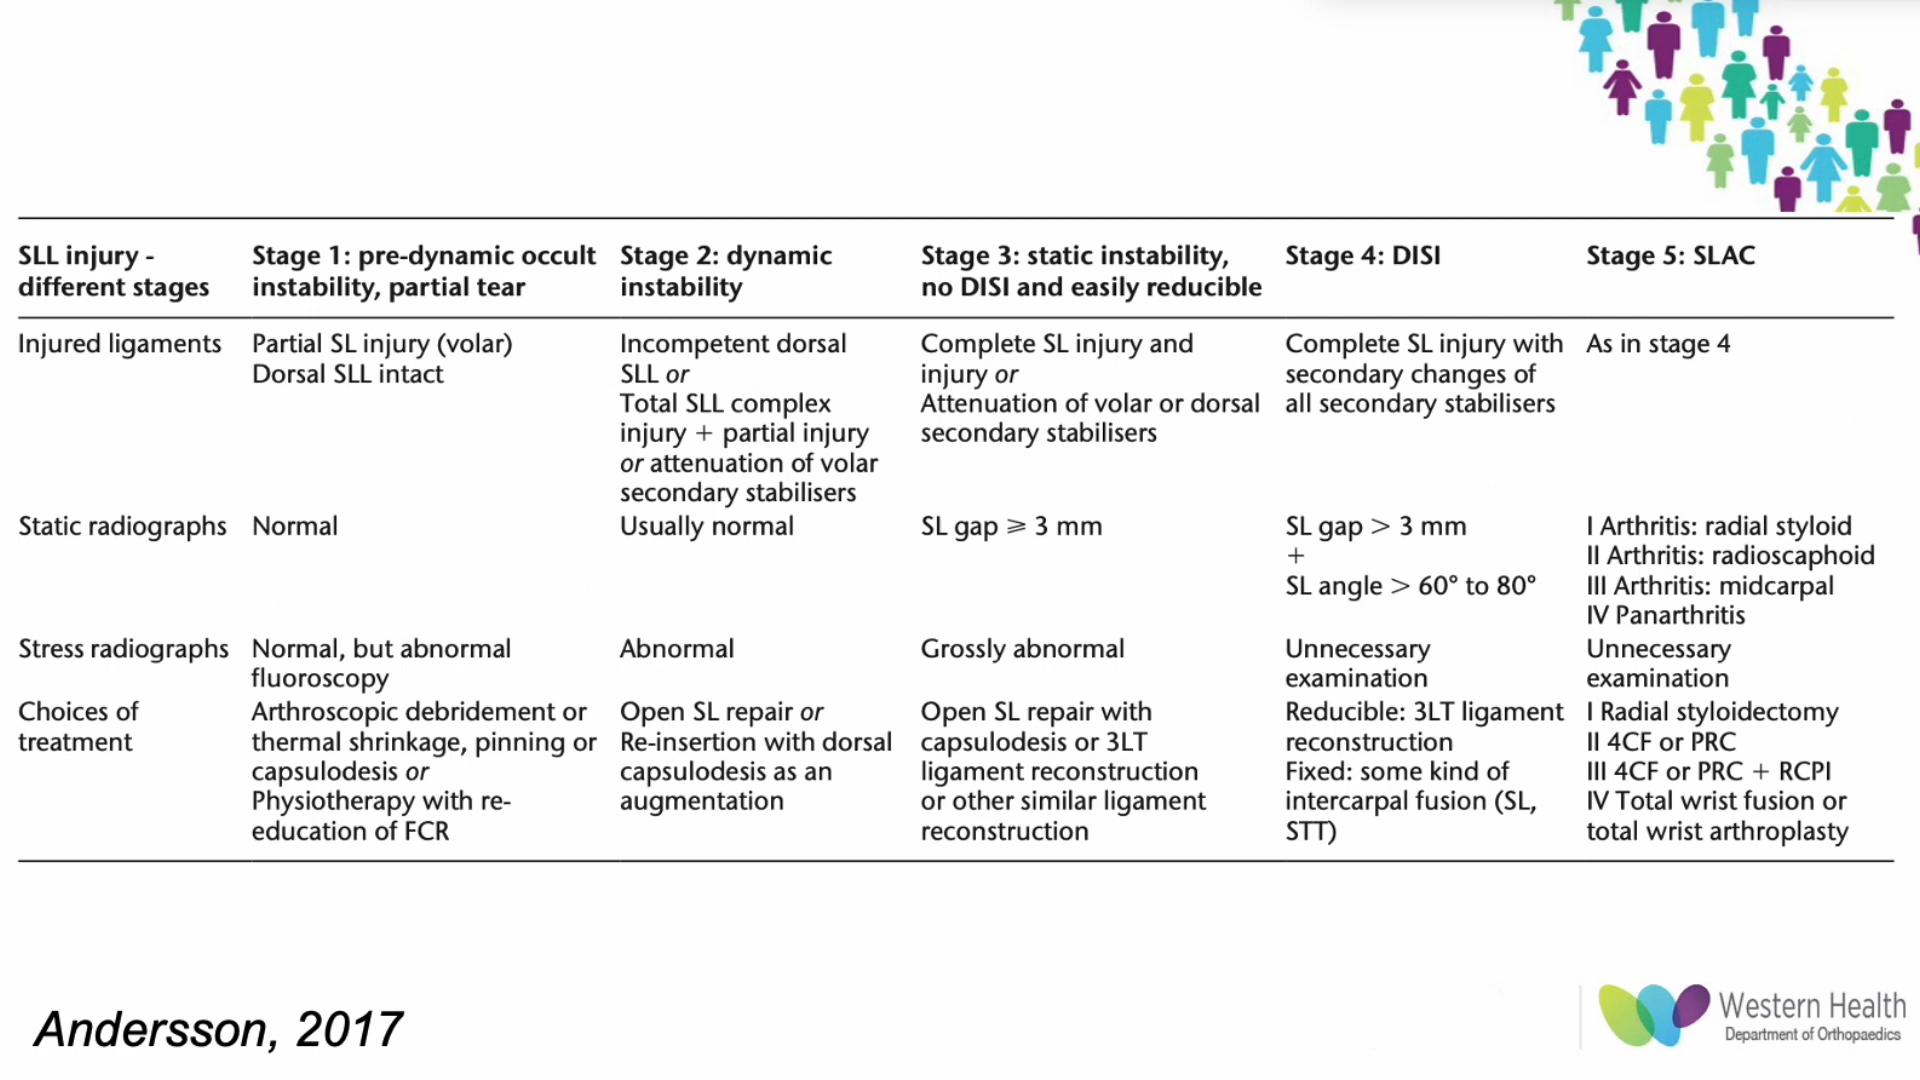 SLL injury -
different stages
Stage 1: pre-dynamic occult
instability, partial tear
Stage 2: dynamic
instability
Stage 3: static instability,
no DISI and easily reducible
Stage 4: DISI
Stage 5: SLAC
Injured ligaments
Partial SL injury (volar)
Dorsal SLL intact
Incompetent dorsal
SLL or
Total SLL complex
injury + partial injury
or attenuation of volar
secondary stabilisers
Complete SL injury and
injury or
Attenuation of volar or dorsal
secondary stabilisers
Complete SL injury with
secondary changes of
all secondary stabilisers
As in stage 4
Static radiographs
Normal
Usually normal
SL gap ⩾ 3 mm
SL gap > 3 mm
+
SL angle > 60° to 80°
I Arthritis: radial styloid
II Arthritis: radioscaphoid
III Arthritis: midcarpal
IV Panarthritis
Stress radiographs
Normal, but abnormal
fluoroscopy
Abnormal
Grossly abnormal
Unnecessary
examination
Unnecessary
examination
Choices of
treatment
Arthroscopic debridement or
thermal shrinkage, pinning or
capsulodesis or
Physiotherapy with re-
education of FCR
Open SL repair or
Re-insertion with dorsal
capsulodesis as an
augmentation
Open SL repair with
capsulodesis or 3LT
ligament reconstruction
or other similar ligament
reconstruction
Reducible: 3LT ligament
reconstruction
Fixed: some kind of
intercarpal fusion (SL,
STT)
I Radial styloidectomy
II 4CF or PRC
III 4CF or PRC + RCPI
IV Total wrist fusion or
total wrist arthroplasty
Andersson, 2017
Western Health
Department of Orthopaedics